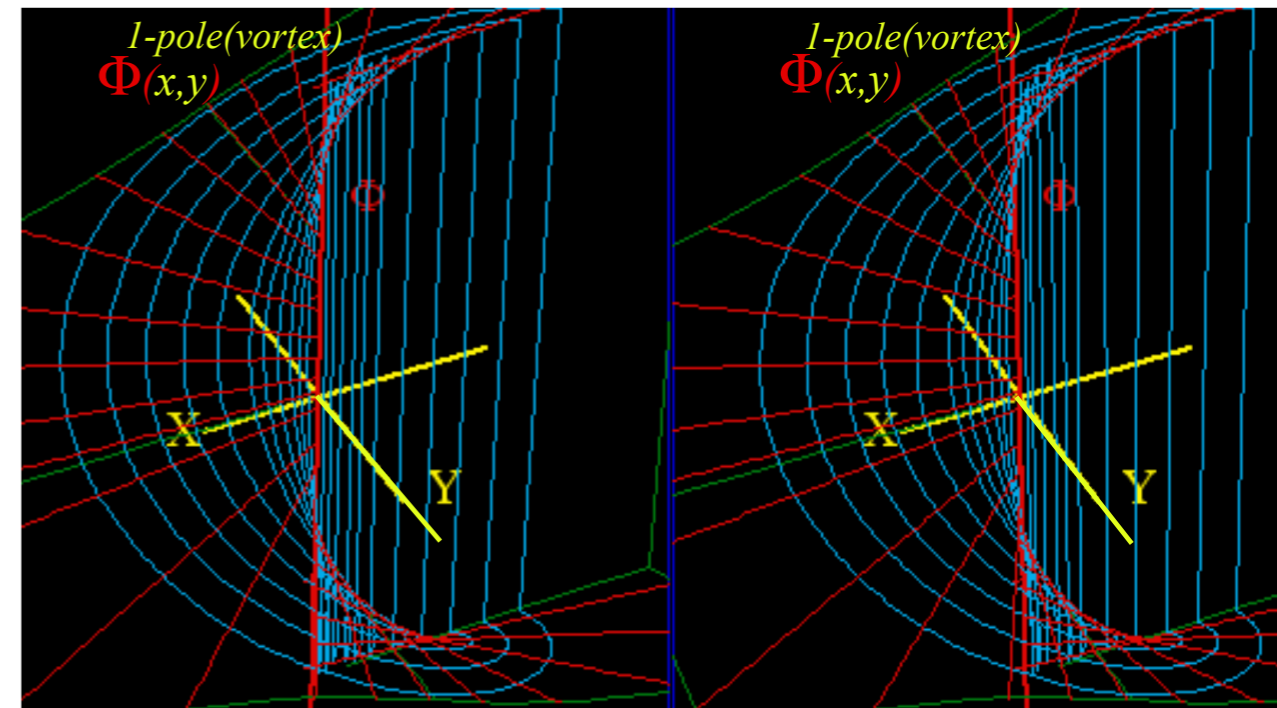 1-pole(vortex)
Φ(x,y)
Φ
X
Y
1-pole(vortex)
Φ(x,y)
Φ
X
Y